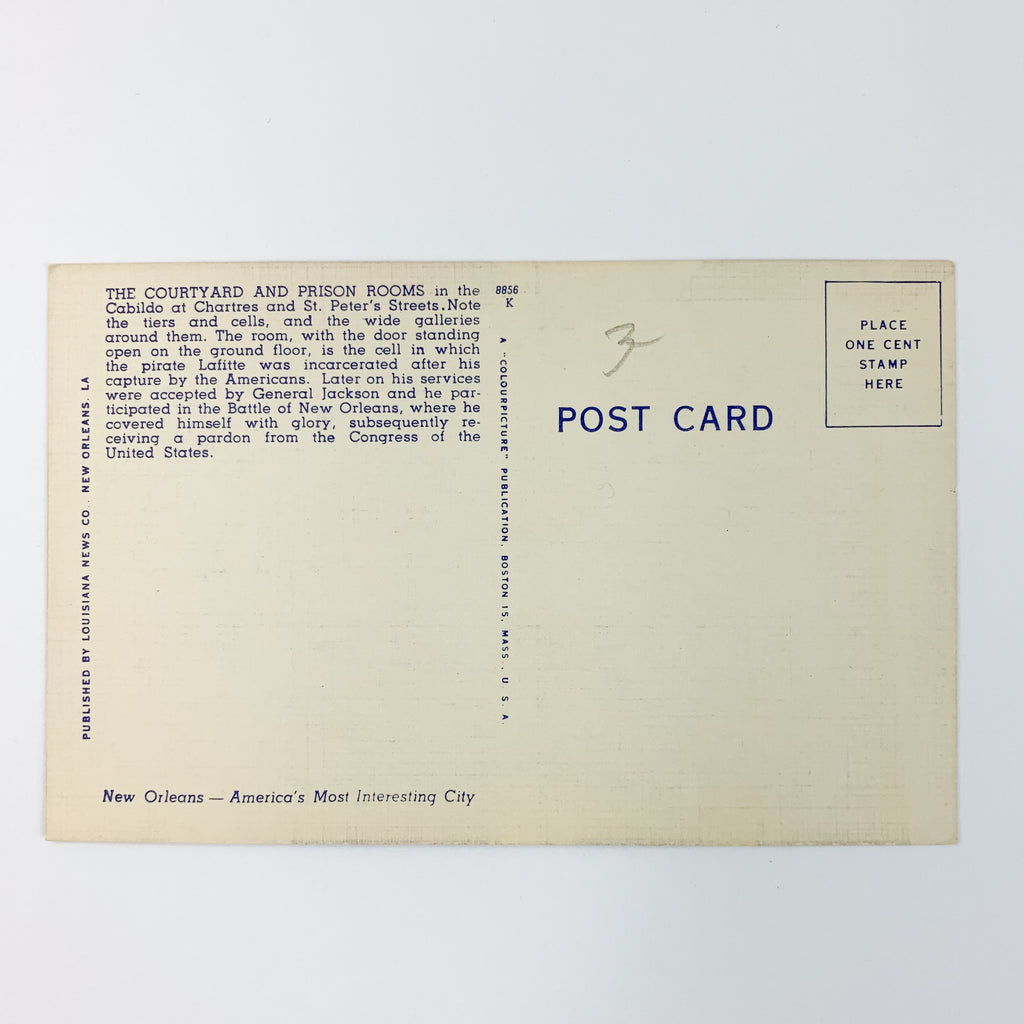 THE COURTYARD AND PRISON ROOMS in the
Cabildo at Chartres and St. Peter's Streets.Note
the tiers and cells, and the wide galleries
around them. The room, with the door standing
open on the ground floor, is the cell in which
the pirate Lafitte was incarcerated after his
capture by the Americans. Later on his services
were accepted by General Jackson and he par-
ticipated in the Battle of New Orleans, where he
covered himself with glory, subsequently re-
ceiving a pardon from the Congress of the
United States.
PUBLISHED BY LOUISIANA NEWS CO., NEW ORLEANS, LA
New Orleans — America's Most Interesting City
8856
K
A "COLOURPICTURE" PUBLICATION, BOSTON 15, MASS., U. S. A.
3
POST CARD
PLACE
ONE CENT
STAMP
HERE